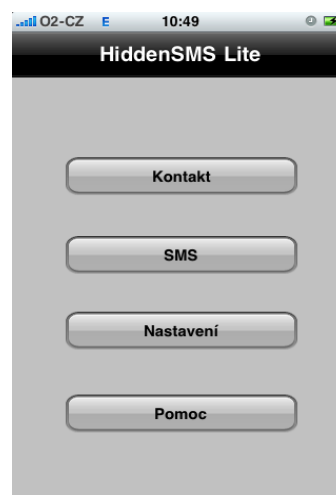 O2-CZ E 10:49
HiddenSMS Lite
Kontakt
SMS
Nastavení
Pomoc